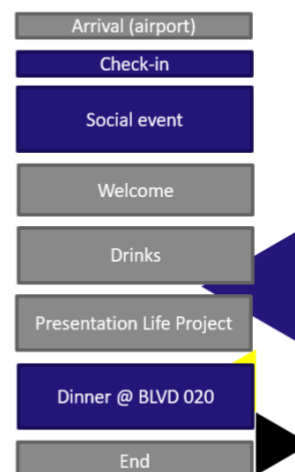 Arrival (airport)
Check-in
Social event
Welcome
Drinks
Presentation Life Project
Dinner @ BLVD 020
End